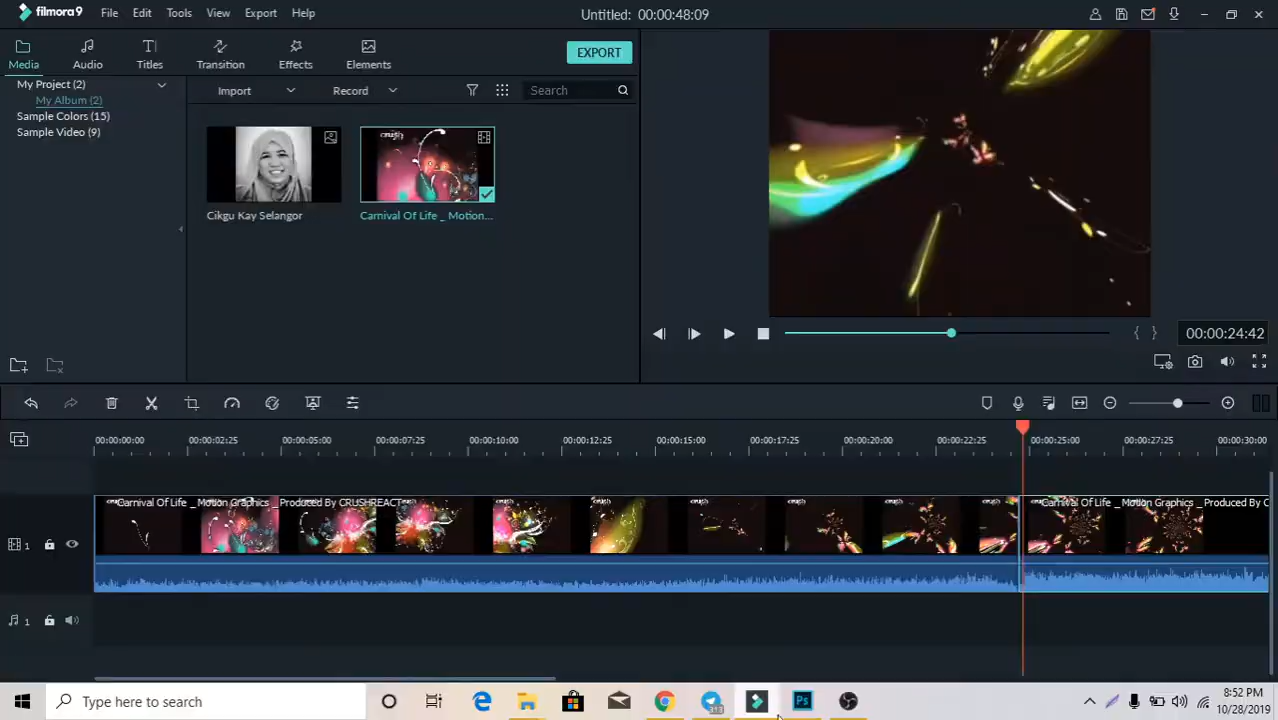 filmora9 File Edit Tools View Export Help Untitled: 00:00:48:09
Media Audio Titles Transition Effects Elements EXPORT
My Project (2)
My Album (2)
Sample Colors (15)
Sample Video (9)
Import Record Search
Cikgu Kay Selangor Carnival Of Life _ Motion...
00:00:24:42
00:00:00:00 00:00:02:25 00:00:05:00 00:00:07:25 00:00:10:00 00:00:12:25 00:00:15:00 00:00:17:25 00:00:20:00 00:00:22:25 00:00:25:00 00:00:27:25 00:00:30:00
Carnival Of Life _ Motion Graphics _ Produced By CRUSHREACT Carnival Of Life _ Motion Graphics _ Produced By C
1
1
Type here to search 313 Ps 8:52 PM
10/28/2019